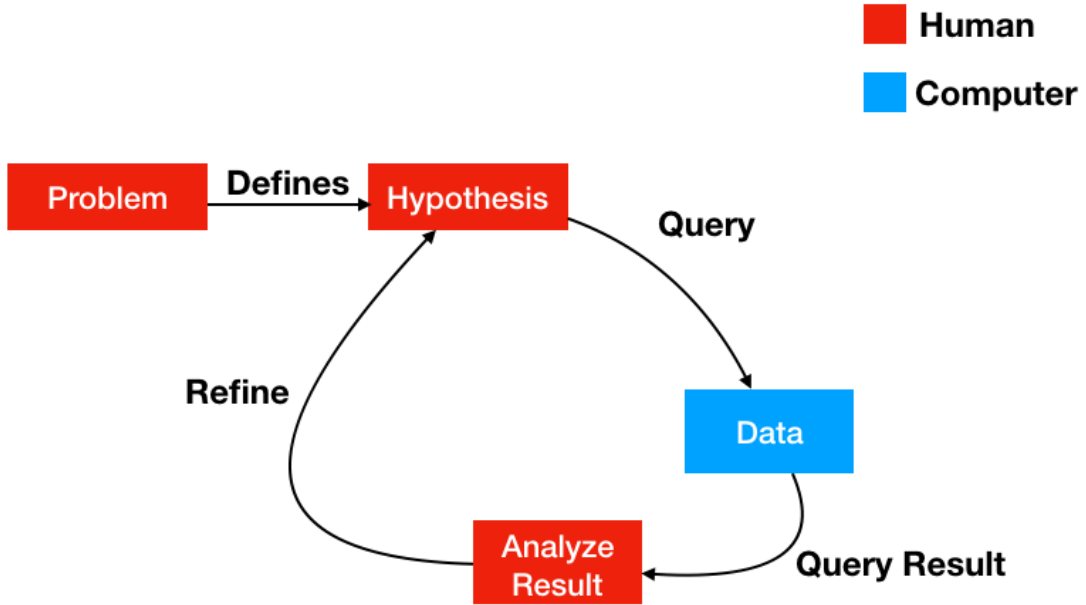 Human
Computer
Problem
Defines
Hypothesis
Query
Refine
Data
Analyze
Result
Query Result